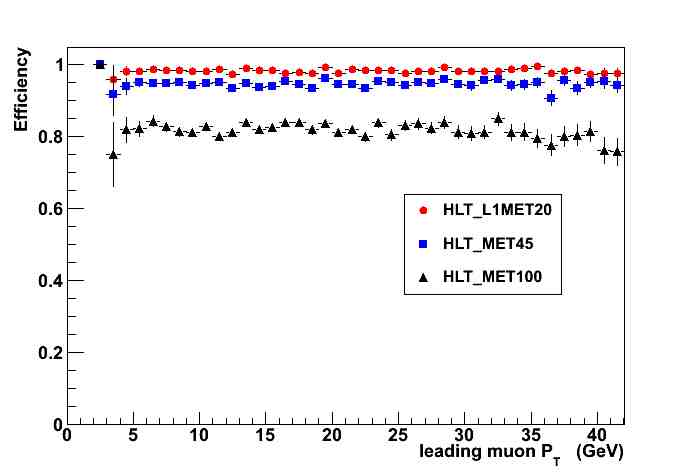 Efficiency
1
0.8
0.6
0.4
0.2
0
HLT_L1MET20
HLT_MET45
HLT_MET100
0 5 10 15 20 25 30 35 40
leading muon P_T (GeV)